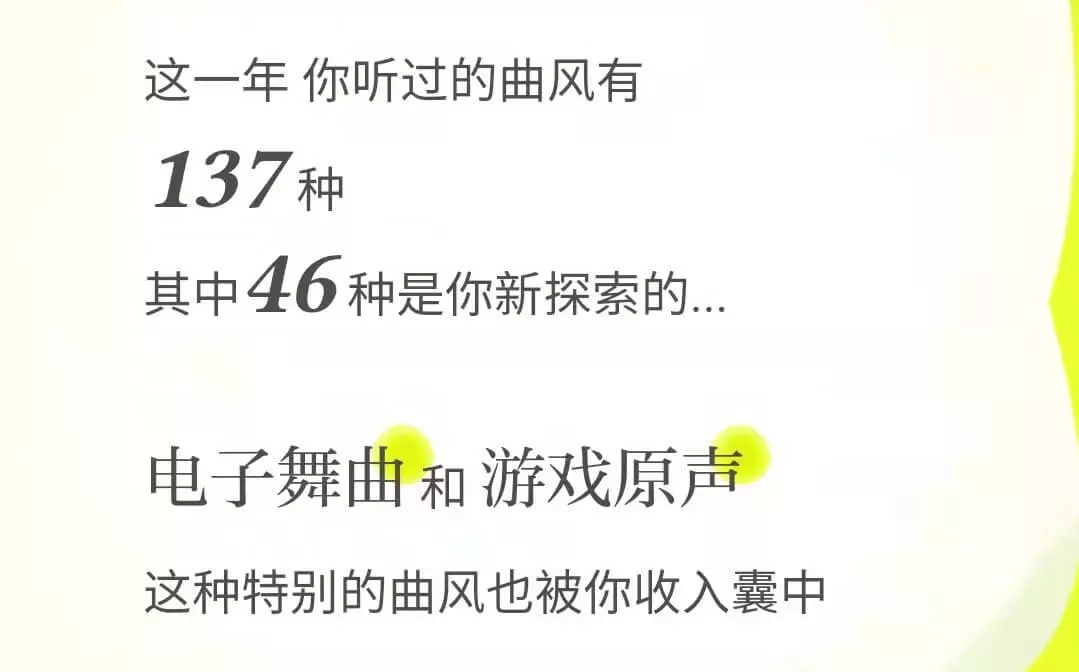 这一年 你听过的曲风有
137种
其中46种是你新探索的...
电子舞曲 和 游戏原声
这种特别的曲风也被你收入囊中